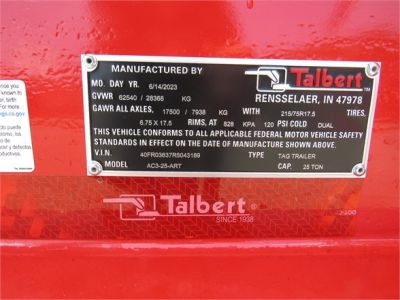 MANUFACTURED BY Talbert TM
MO. DAY YR. 6/14/2023 RENSSELAER, IN 47978
GVWR 62540 / 28368 KG
GAWR ALL AXLES. 17500 / 7938 KG WITH 215/75R17.5 TIRES.
6.75 X 17.5 RIMS, AT 828 KPA 120 PSI COLD DUAL
THIS VEHICLE CONFORMS TO ALL APPLICABLE FEDERAL MOTOR VEHICLE SAFETY
STANDARDS IN EFFECT ON THE DATE OF MANUFACTURE SHOWN ABOVE.
V.I.N. 40FR03637R5043189 TYPE TAG TRAILER
MODEL AC3-25-ART CAP. 25 TON
Talbert
SINCE 1938